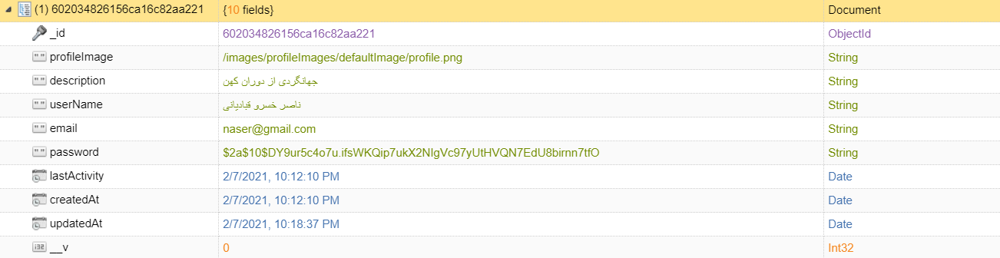 (1) 602034826156ca16c82aa221 {10 fields} Document
_id 602034826156ca16c82aa221 ObjectId
profileImage /images/profileImages/defaultImage/profile.png String
description جهانگردی از دوران کهن String
userName ناصر خسرو قبادیانی String
email naser@gmail.com String
password $2a$10$DY9ur5c4o7u.ifsWKQip7ukX2NIgVc97yUtHVQN7EdU8birnn7tfO String
lastActivity 2/7/2021, 10:12:10 PM Date
createdAt 2/7/2021, 10:12:10 PM Date
updatedAt 2/7/2021, 10:18:37 PM Date
__v 0 Int32